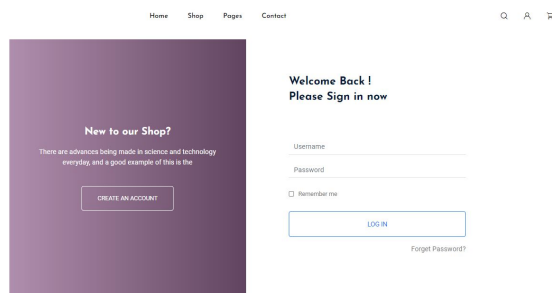 Home Shop Pages Contact
New to our Shop?
There are advances being made in science and technology
everyday, and a good example of this is the
CREATE AN ACCOUNT
Welcome Back !
Please Sign in now
Username
Password
Remember me
LOG IN
Forget Password?